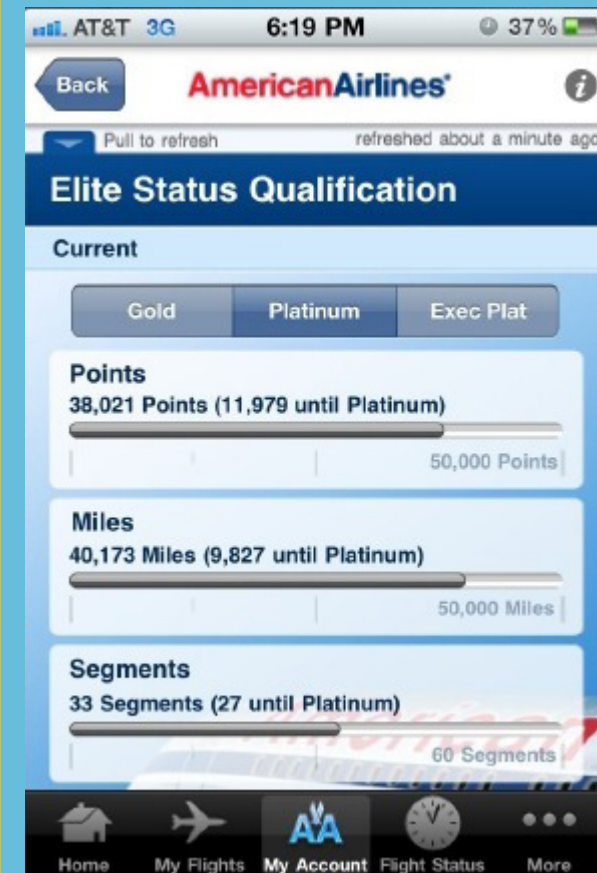 AT&T 3G 6:19 PM 37%
Back AmericanAirlines
Pull to refresh refreshed about a minute ago
Elite Status Qualification
Current
Gold Platinum Exec Plat
Points
38,021 Points (11,979 until Platinum)
50,000 Points
Miles
40,173 Miles (9,827 until Platinum)
50,000 Miles
Segments
33 Segments (27 until Platinum)
American
60 Segments
AA
Home My Flights My Account Flight Status More